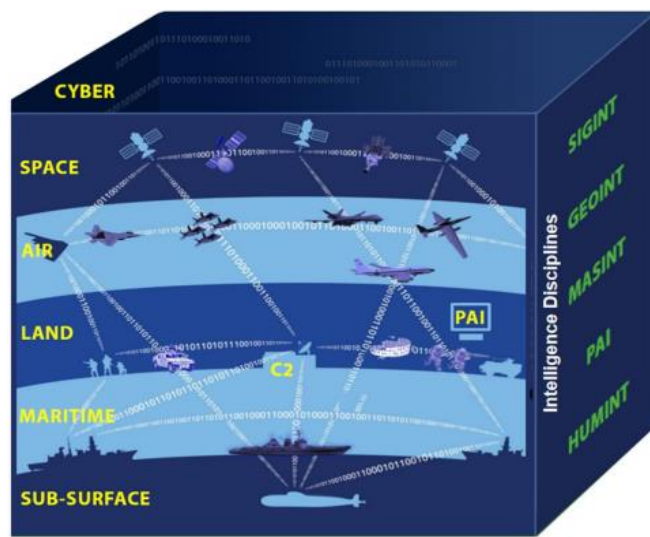 CYBER
SPACE
AIR
LAND
PAI
C2
MARITIME
SUB-SURFACE
Intelligence Disciplines
SIGINT
GEOINT
MASINT
PAI
HUMINT